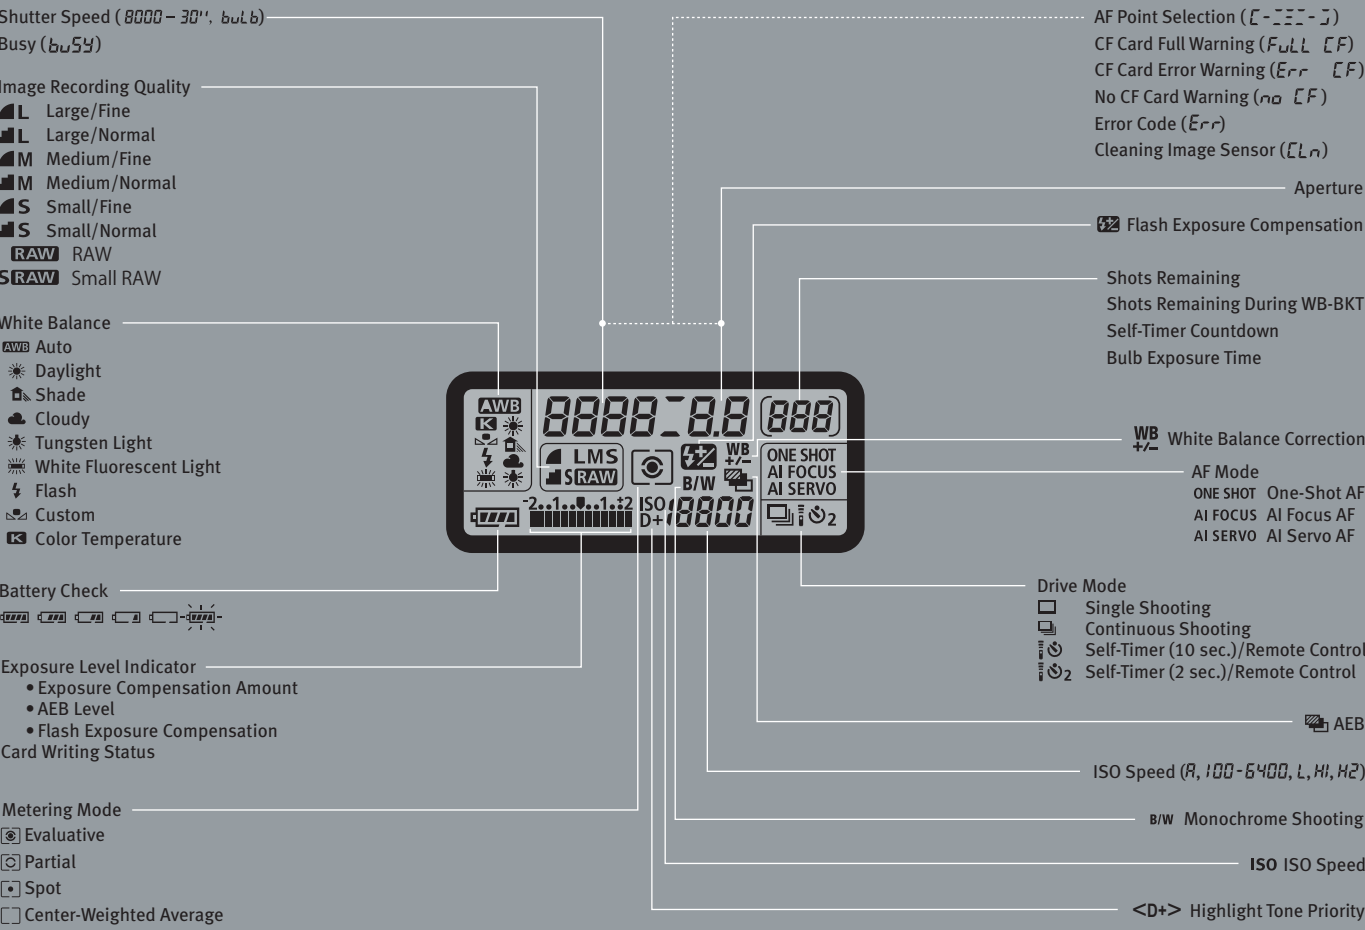 Shutter Speed (8000 – 30'', bulb)
Busy (buSY)
Image Recording Quality
L Large/Fine
L Large/Normal
M Medium/Fine
M Medium/Normal
S Small/Fine
S Small/Normal
RAW RAW
SRAW Small RAW
White Balance
AWB Auto
Daylight
Shade
Cloudy
Tungsten Light
White Fluorescent Light
Flash
Custom
K Color Temperature
Battery Check
Exposure Level Indicator
• Exposure Compensation Amount
• AEB Level
• Flash Exposure Compensation
Card Writing Status
Metering Mode
Evaluative
Partial
Spot
Center-Weighted Average
AWB 8888 8.8 (888)
K
LMS
SRAW
WB
+/–
B/W
ONE SHOT
AI FOCUS
AI SERVO
-2..1..0..1.:2
ISO
D+
18800
2
AF Point Selection ([- - - -])
CF Card Full Warning (FuLL CF)
CF Card Error Warning (Err CF)
No CF Card Warning (no CF)
Error Code (Err)
Cleaning Image Sensor (CLn)
Aperture
Flash Exposure Compensation
Shots Remaining
Shots Remaining During WB-BKT
Self-Timer Countdown
Bulb Exposure Time
WB
+/– White Balance Correction
AF Mode
ONE SHOT One-Shot AF
AI FOCUS AI Focus AF
AI SERVO AI Servo AF
Drive Mode
Single Shooting
Continuous Shooting
Self-Timer (10 sec.)/Remote Control
2 Self-Timer (2 sec.)/Remote Control
AEB
ISO Speed (A, 100-6400, L, H1, H2)
B/W Monochrome Shooting
ISO ISO Speed
<D+> Highlight Tone Priority